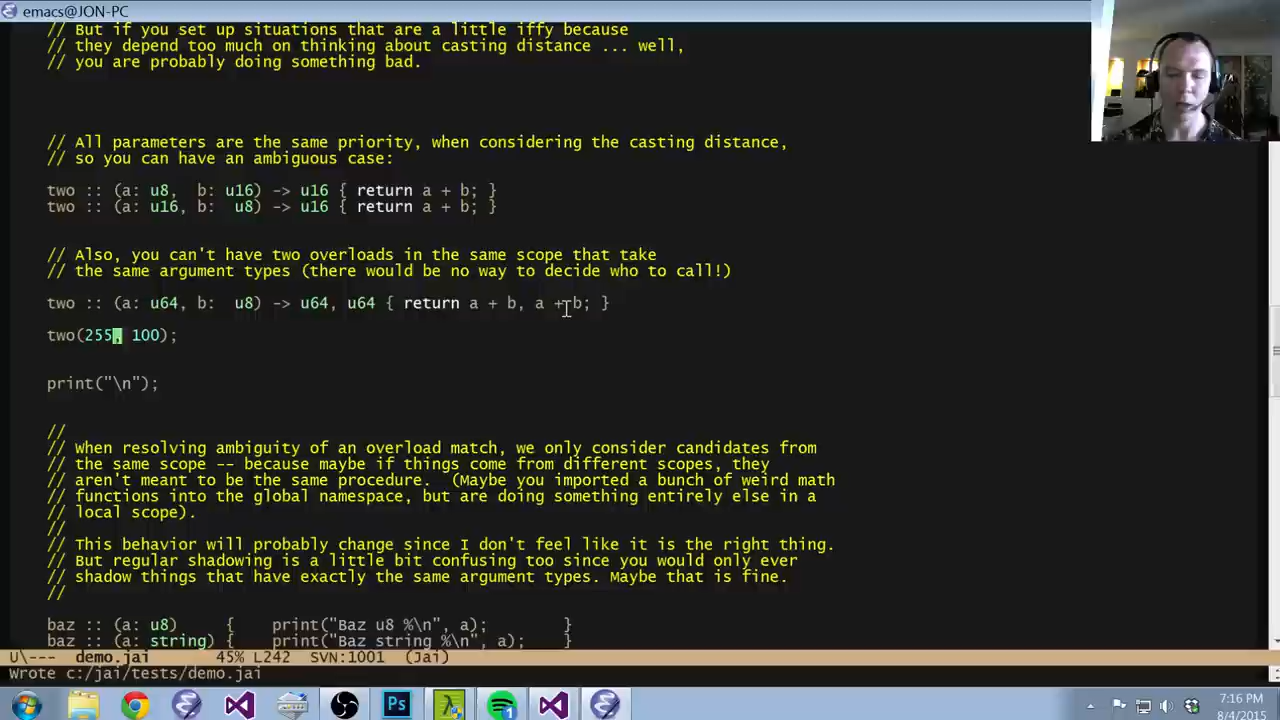 emacs@JON-PC
// But if you set up situations that are a little iffy because
// they depend too much on thinking about casting distance ... well,
// you are probably doing something bad.
// All parameters are the same priority, when considering the casting distance,
// so you can have an ambiguous case:
two :: (a: u8,  b: u16) -> u16 { return a + b; }
two :: (a: u16, b:  u8) -> u16 { return a + b; }
// Also, you can't have two overloads in the same scope that take
// the same argument types (there would be no way to decide who to call!)
two :: (a: u64, b:  u8) -> u64, u64 { return a + b, a + b; }
two(255, 100);
print("\n");
//
// When resolving ambiguity of an overload match, we only consider candidates from
// the same scope -- because maybe if things come from different scopes, they
// aren't meant to be the same procedure.  (Maybe you imported a bunch of weird math
// functions into the global namespace, but are doing something entirely else in a
// local scope).
//
// This behavior will probably change since I don't feel like it is the right thing.
// But regular shadowing is a little bit confusing too since you would only ever
// shadow things that have exactly the same argument types. Maybe that is fine.
//
baz :: (a: u8)     {    print("Baz u8 %\n", a);        }
baz :: (a: string) {    print("Baz string %\n", a);    }
U\---  demo.jai    45% L242  SVN:1001  (Jai)
Wrote c:/jai/tests/demo.jai
Ps
1
7:16 PM
8/4/2015